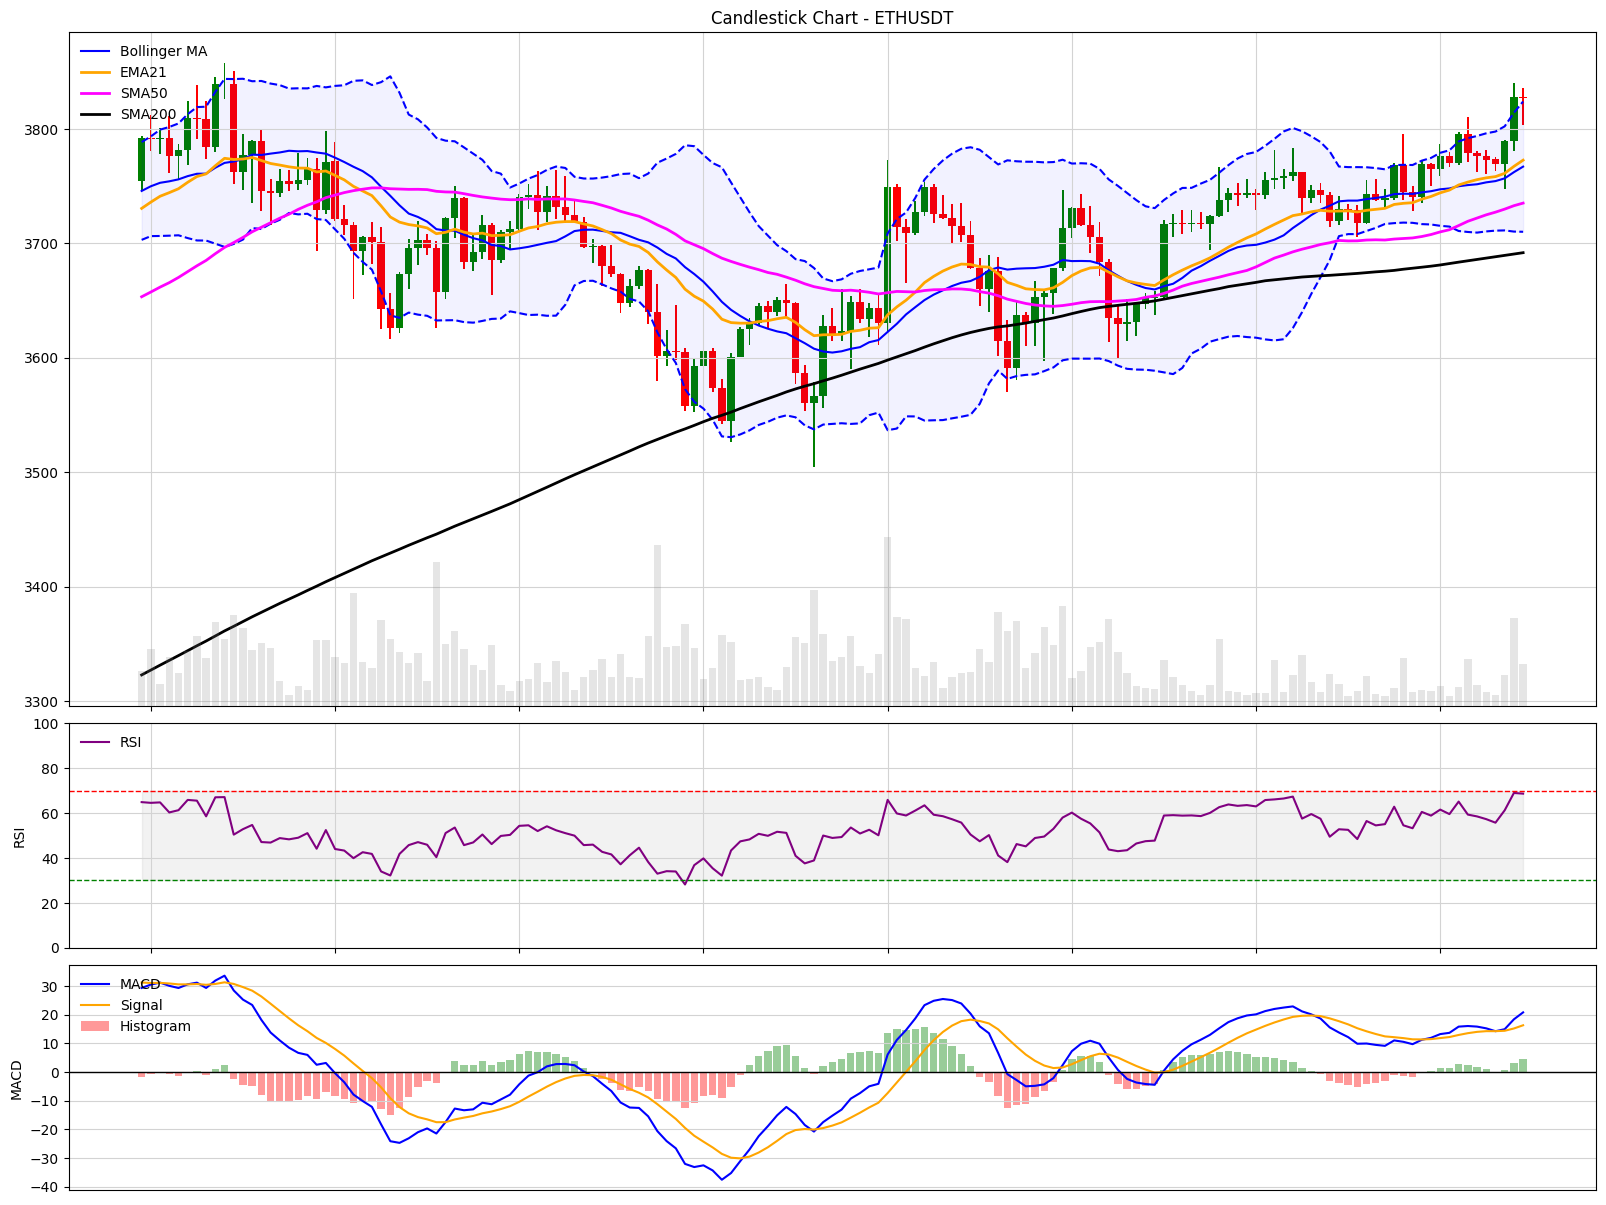 Candlestick Chart - ETHUSDT
Bollinger MA
EMA21
SMA50
SMA200
3800
3700
3600
3500
3400
3300
100
80
60
40
20
0
RSI
RSI
30
20
10
0
−10
−20
−30
−40
MACD
MACD
Signal
Histogram